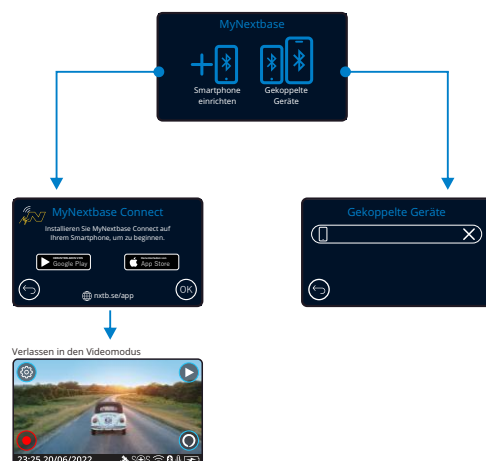 MyNextbase
Smartphone
einrichten
Gekoppelte
Geräte
MyNextbase Connect
Installieren Sie MyNextbase Connect auf
Ihrem Smartphone, um zu beginnen.
Google Play
App Store
nxtb.se/app
OK
Gekoppelte Geräte
Verlassen in den Videomodus
23:25 20/06/2022
SOS